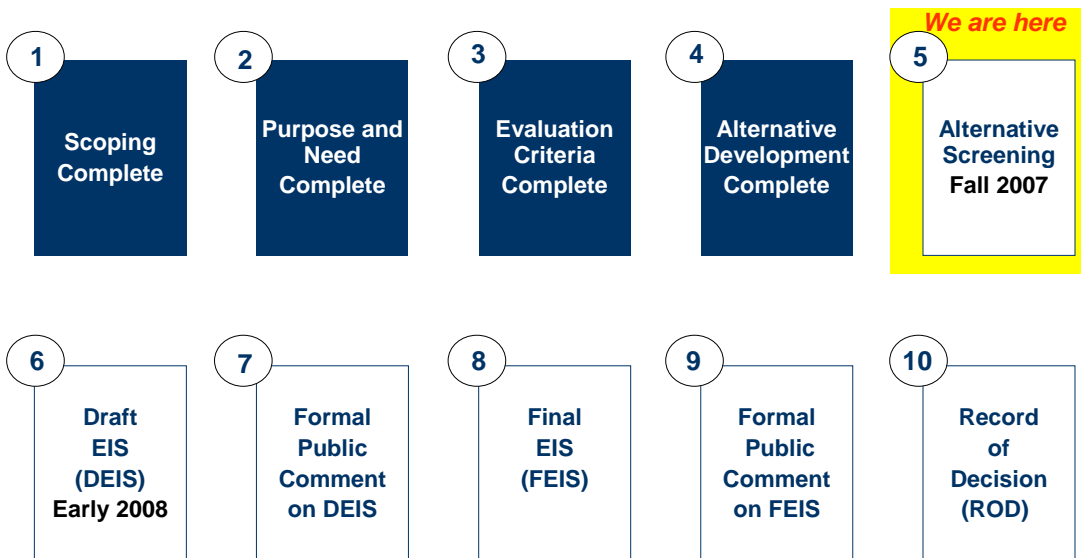 We are here
1
Scoping
Complete
2
Purpose and
Need
Complete
3
Evaluation
Criteria
Complete
4
Alternative
Development
Complete
5
Alternative
Screening
Fall 2007
6
Draft
EIS
(DEIS)
Early 2008
7
Formal
Public
Comment
on DEIS
8
Final
EIS
(FEIS)
9
Formal
Public
Comment
on FEIS
10
Record
of
Decision
(ROD)